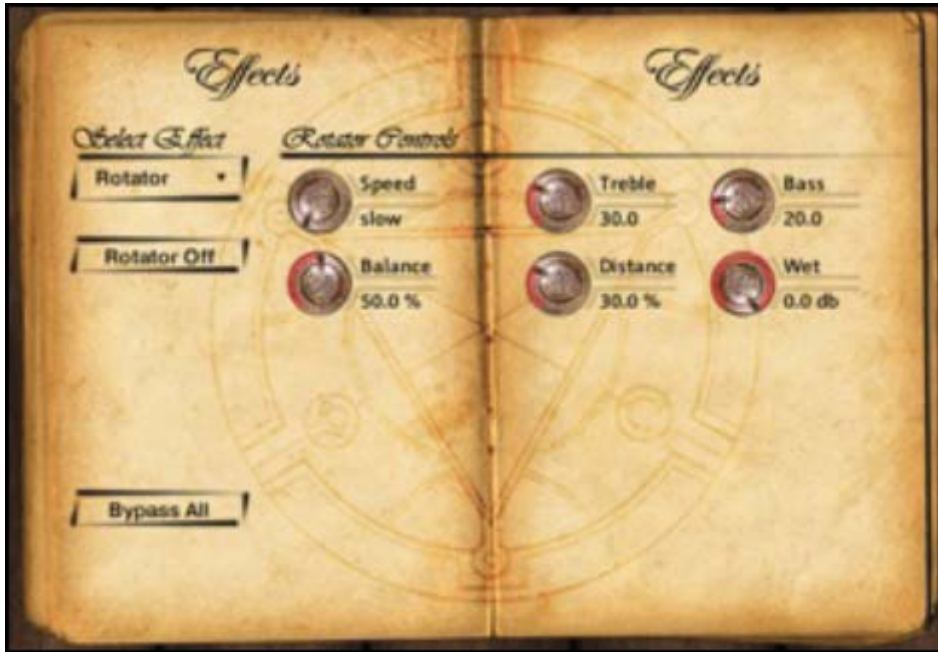 Effects
Effects
Select Effect
Rotator Controls
Rotator
Speed
slow
Treble
30.0
Bass
20.0
Rotator Off
Balance
50.0 %
Distance
30.0 %
Wet
0.0 db
Bypass All